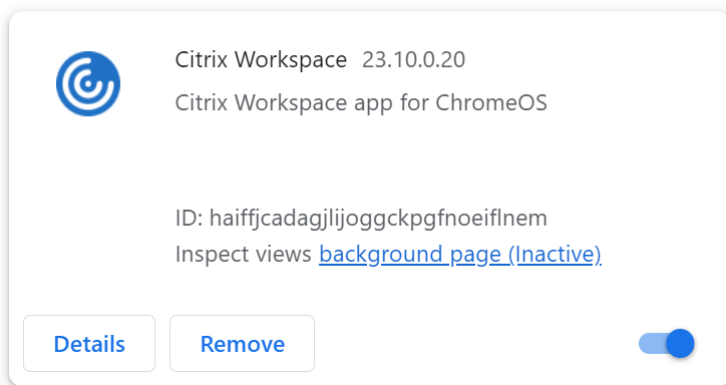 Citrix Workspace 23.10.0.20
Citrix Workspace app for ChromeOS
ID: haiffjcadagjlijoggckpgfnoeiflnem
Inspect views background page (Inactive)
Details Remove